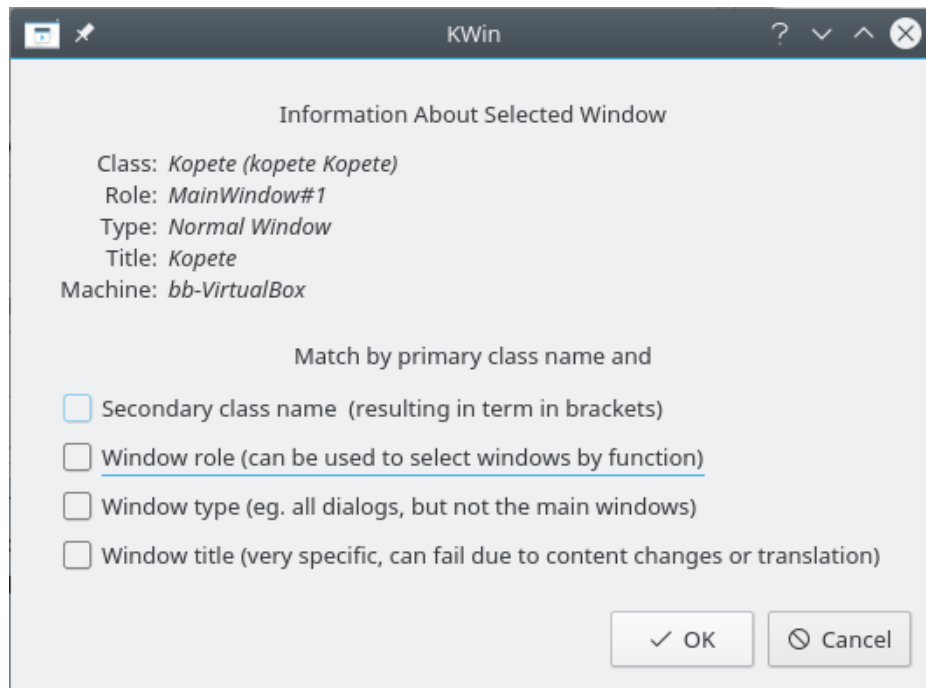 KWin
Information About Selected Window
Class: Kopete (kopete Kopete)
Role: MainWindow#1
Type: Normal Window
Title: Kopete
Machine: bb-VirtualBox
Match by primary class name and
Secondary class name (resulting in term in brackets)
Window role (can be used to select windows by function)
Window type (eg. all dialogs, but not the main windows)
Window title (very specific, can fail due to content changes or translation)
OK Cancel